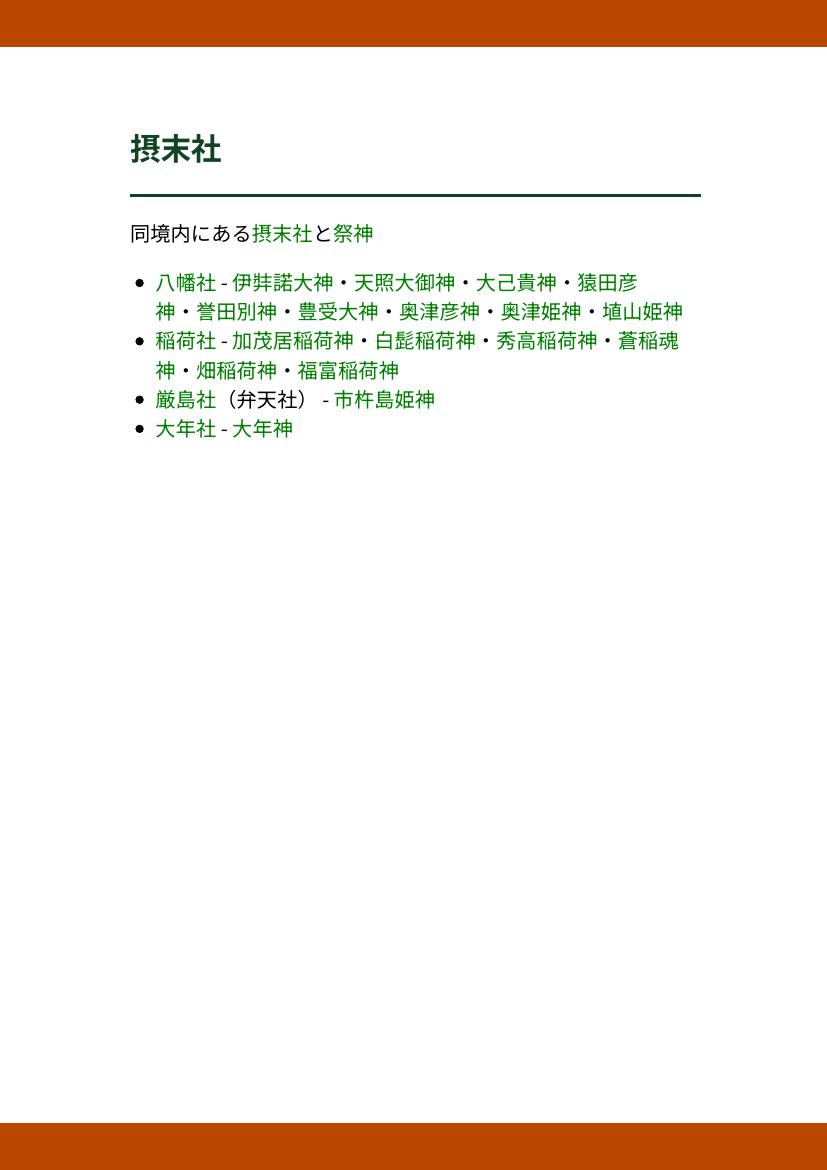 摂末社
同境内にある摂末社と祭神
● 八幡社 - 伊弉諾大神・天照大御神・大己貴神・猿田彦
神・誉田別神・豊受大神・奥津彦神・奥津姫神・埴山姫神
● 稲荷社 - 加茂居稲荷神・白髭稲荷神・秀高稲荷神・蒼稲魂
神・畑稲荷神・福富稲荷神
● 厳島社（弁天社） - 市杵島姫神
● 大年社 - 大年神